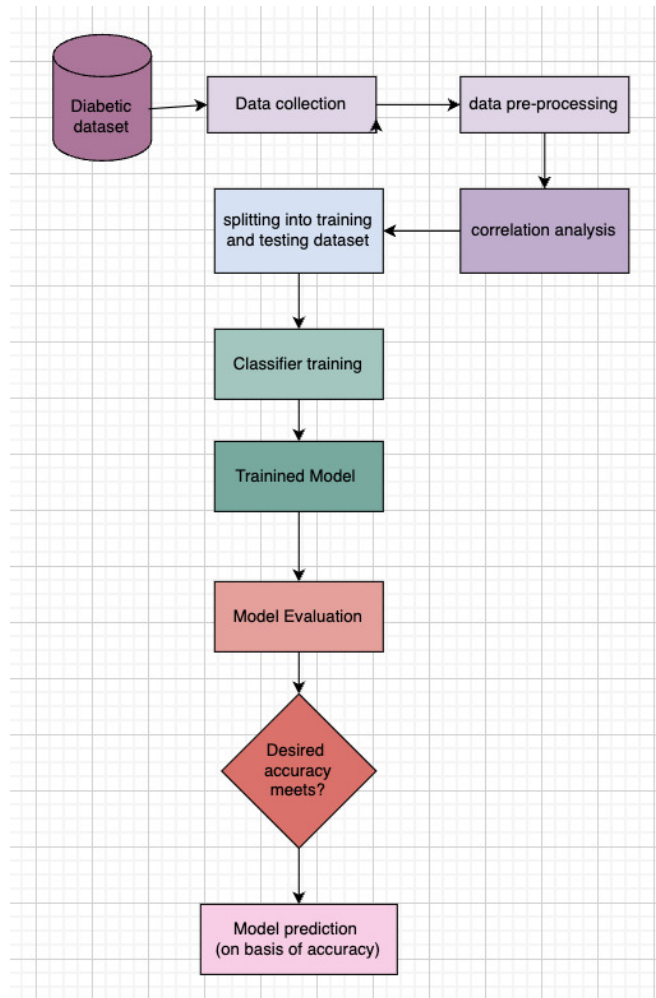 Diabetic
dataset
Data collection
data pre-processing
splitting into training
and testing dataset
correlation analysis
Classifier training
Trainined Model
Model Evaluation
Desired
accuracy
meets?
Model prediction
(on basis of accuracy)